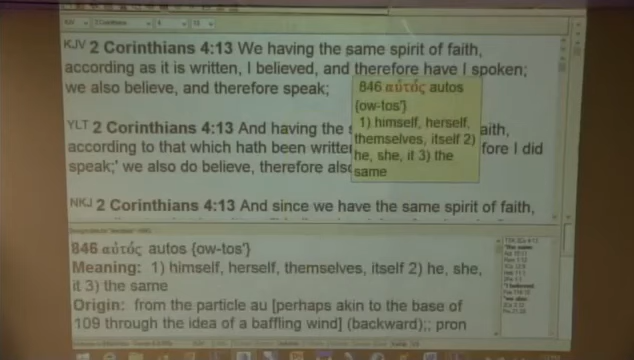 KJV 2 Corinthians 4:13 We having the same spirit of faith,
according as it is written, I believed, and therefore have I spoken;
we also believe, and therefore speak;
846 αὐτός autos
{ow-tos'}
1) himself, herself,
themselves, itself 2)
he, she, it 3) the
same
YLT 2 Corinthians 4:13 And having the s aith,
according to that which hath been writte fore I did
speak;' we also do believe, therefore als
NKJ 2 Corinthians 4:13 And since we have the same spirit of faith,
846 αὐτός autos {ow-tos'}
Meaning: 1) himself, herself, themselves, itself 2) he, she,
it 3) the same
Origin: from the particle au [perhaps akin to the base of
109 through the idea of a baffling wind] (backward);; pron